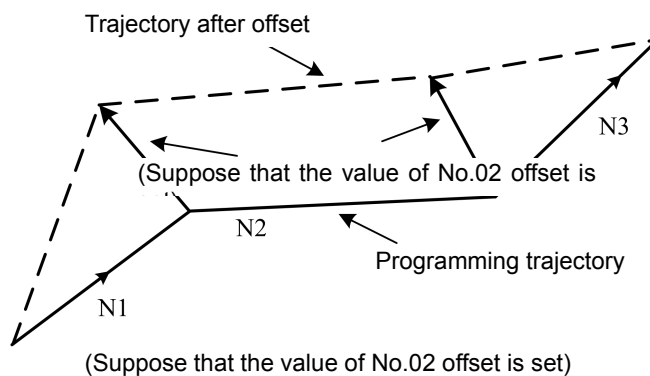 Trajectory after offset
N3
(Suppose that the value of No.02 offset is
N2
Programming trajectory
N1
(Suppose that the value of No.02 offset is set)